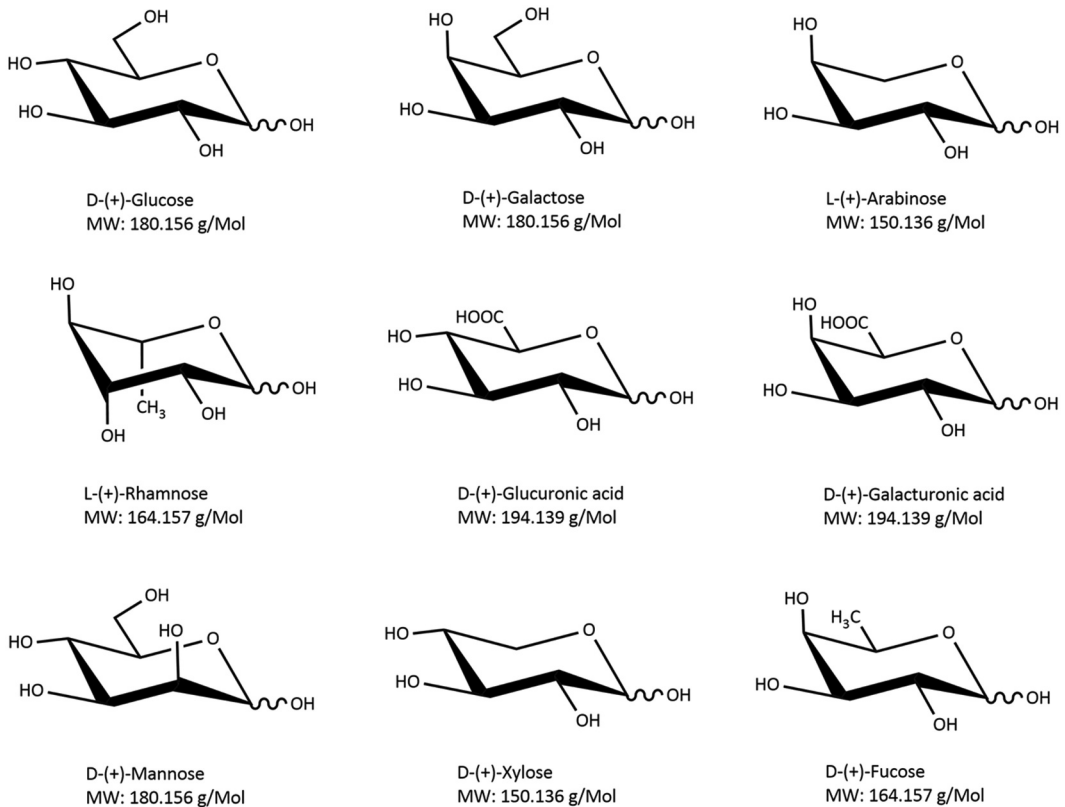 OH
HO
O
HO
OH
OH
D-(+)-Glucose
MW: 180.156 g/Mol
OH
HO
O
HO
OH
OH
D-(+)-Galactose
MW: 180.156 g/Mol
HO
O
HO
OH
OH
L-(+)-Arabinose
MW: 150.136 g/Mol
HO
O
OH
CH3
OH
OH
L-(+)-Rhamnose
MW: 164.157 g/Mol
HOOC
HO
O
HO
OH
OH
D-(+)-Glucuronic acid
MW: 194.139 g/Mol
HO
HOOC
O
HO
OH
OH
D-(+)-Galacturonic acid
MW: 194.139 g/Mol
OH
HO
HO
O
HO
OH
D-(+)-Mannose
MW: 180.156 g/Mol
HO
O
HO
OH
OH
D-(+)-Xylose
MW: 150.136 g/Mol
HO
H3C
O
HO
OH
OH
D-(+)-Fucose
MW: 164.157 g/Mol